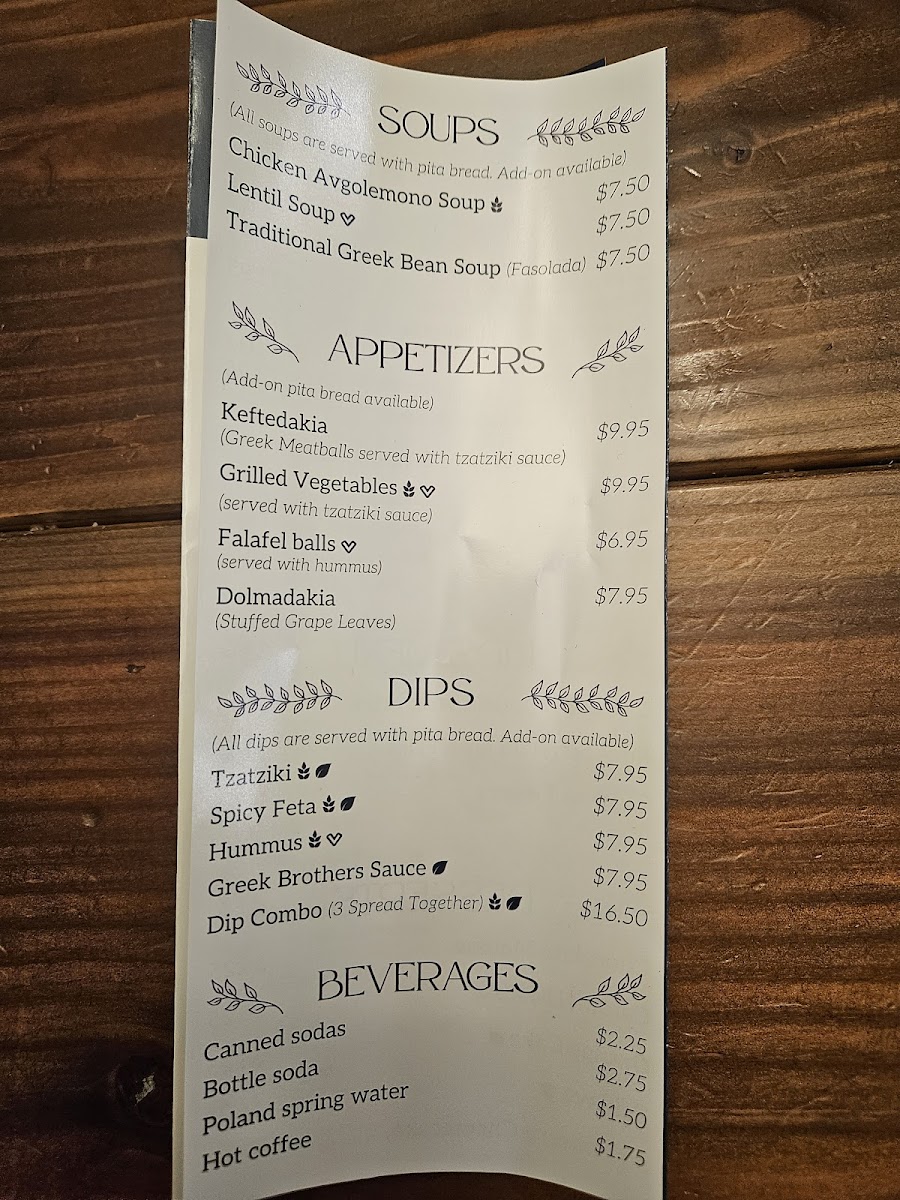 SOUPS
(All soups are served with pita bread. Add-on available)
Chicken Avgolemono Soup $7.50
Lentil Soup $7.50
Traditional Greek Bean Soup (Fasolada) $7.50
APPETIZERS
(Add-on pita bread available)
Keftedakia $9.95
(Greek Meatballs served with tzatziki sauce)
Grilled Vegetables $9.95
(served with tzatziki sauce)
Falafel balls $6.95
(served with hummus)
Dolmadakia $7.95
(Stuffed Grape Leaves)
DIPS
(All dips are served with pita bread. Add-on available)
Tzatziki $7.95
Spicy Feta $7.95
Hummus $7.95
Greek Brothers Sauce $7.95
Dip Combo (3 Spread Together) $16.50
BEVERAGES
Canned sodas $2.25
Bottle soda $2.75
Poland spring water $1.50
Hot coffee $1.75